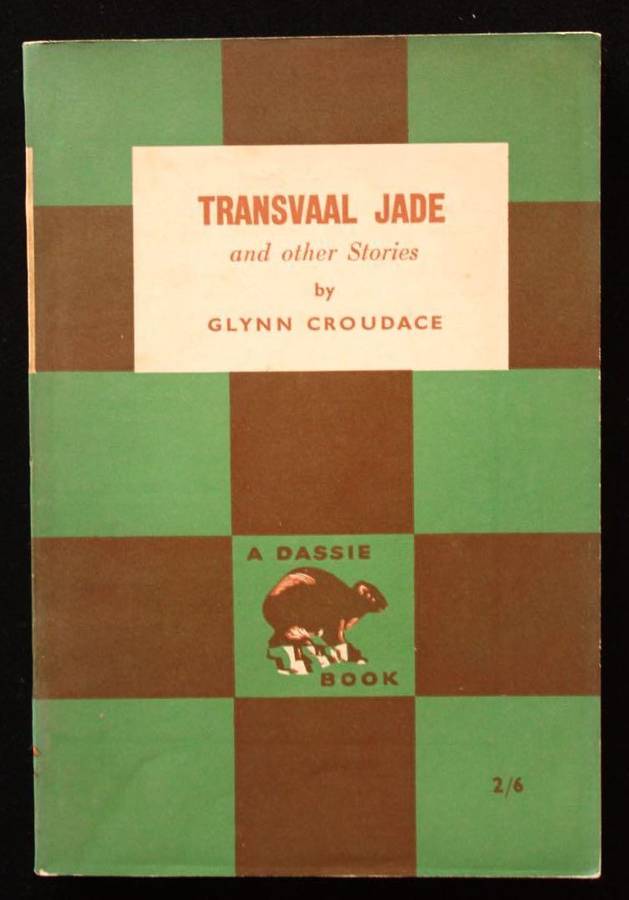 TRANSVAAL JADE
and other Stories
by
GLYNN CROUDACE
A DASSIE
BOOK
2/6